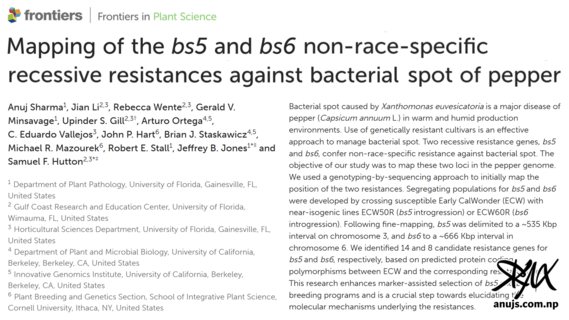 frontiers | Frontiers in Plant Science
Mapping of the bs5 and bs6 non-race-specific
recessive resistances against bacterial spot of pepper
Anuj Sharma1, Jian Li2,3, Rebecca Wente2,3, Gerald V.
Minsavage1, Upinder S. Gill2,3†, Arturo Ortega4,5,
C. Eduardo Vallejos3, John P. Hart6, Brian J. Staskawicz4,5,
Michael R. Mazourek6, Robert E. Stall1, Jeffrey B. Jones1*‡ and
Samuel F. Hutton2,3*‡
1 Department of Plant Pathology, University of Florida, Gainesville, FL,
United States
2 Gulf Coast Research and Education Center, University of Florida,
Wimauma, FL, United States
3 Horticultural Sciences Department, University of Florida, Gainesville, FL,
United States
4 Department of Plant and Microbial Biology, University of California,
Berkeley, Berkeley, CA, United States
5 Innovative Genomics Institute, University of California, Berkeley,
Berkeley, CA, United States
6 Plant Breeding and Genetics Section, School of Integrative Plant Science,
Cornell University, Ithaca, NY, United States
Bacterial spot caused by Xanthomonas euvesicatoria is a major disease of
pepper (Capsicum annuum L.) in warm and humid production
environments. Use of genetically resistant cultivars is an effective
approach to manage bacterial spot. Two recessive resistance genes, bs5
and bs6, confer non-race-specific resistance against bacterial spot. The
objective of our study was to map these two loci in the pepper genome.
We used a genotyping-by-sequencing approach to initially map the
position of the two resistances. Segregating populations for bs5 and bs6
were developed by crossing susceptible Early CalWonder (ECW) with
near-isogenic lines ECW50R (bs5 introgression) or ECW60R (bs6
introgression). Following fine-mapping, bs5 was delimited to a ~535 Kbp
interval on chromosome 3, and bs6 to a ~666 Kbp interval in
chromosome 6. We identified 14 and 8 candidate resistance genes for
bs5 and bs6, respectively, based on predicted protein coding
polymorphisms between ECW and the corresponding
This research enhances marker-assisted selection of
breeding programs and is a crucial step towards elucidating the
molecular mechanisms underlying the resistances.
anujs.com.np